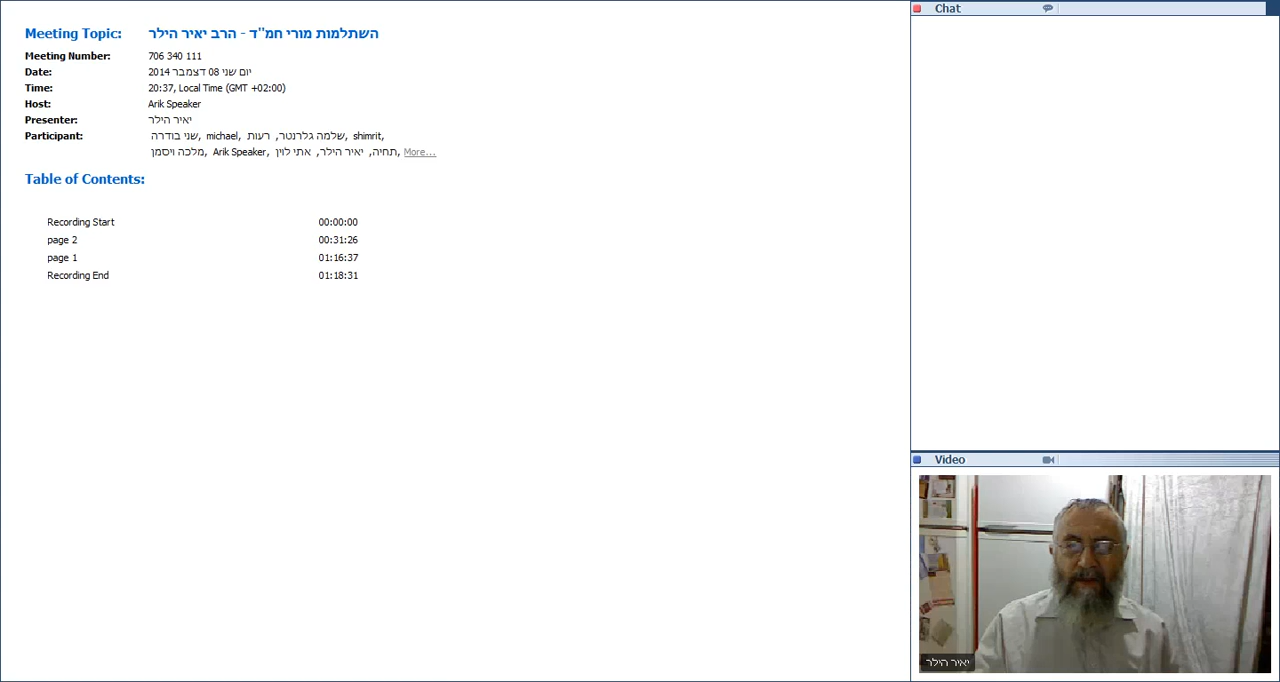 Meeting Topic: השתלמות מורי חמ"ד - הרב יאיר הילר
Meeting Number: 706 340 111
Date: יום שני 08 דצמבר 2014
Time: 20:37, Local Time (GMT +02:00)
Host: Arik Speaker
Presenter: יאיר הילר
Participant: שני בודרה, michael, רעות, שלמה גלרנטר, shimrit,
מלכה ויסמן, Arik Speaker, אתי לוין, יאיר הילר, תחיה, More...
Table of Contents:
Recording Start 00:00:00
page 2 00:31:26
page 1 01:16:37
Recording End 01:18:31
Chat
Video
יאיר הילר